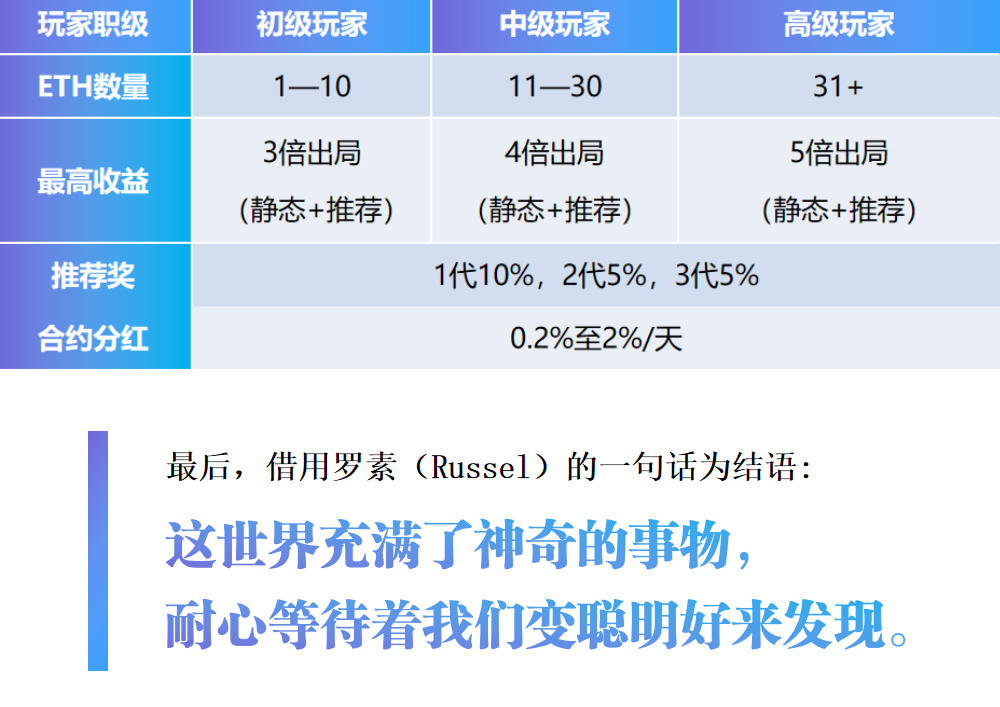 玩家职级 初级玩家 中级玩家 高级玩家
ETH数量 1—10 11—30 31+
最高收益 3倍出局 4倍出局 5倍出局
(静态+推荐) (静态+推荐) (静态+推荐)
推荐奖 1代10%，2代5%，3代5%
合约分红 0.2%至2%/天
最后，借用罗素（Russel）的一句话为结语:
这世界充满了神奇的事物，
耐心等待着我们变聪明好来发现。